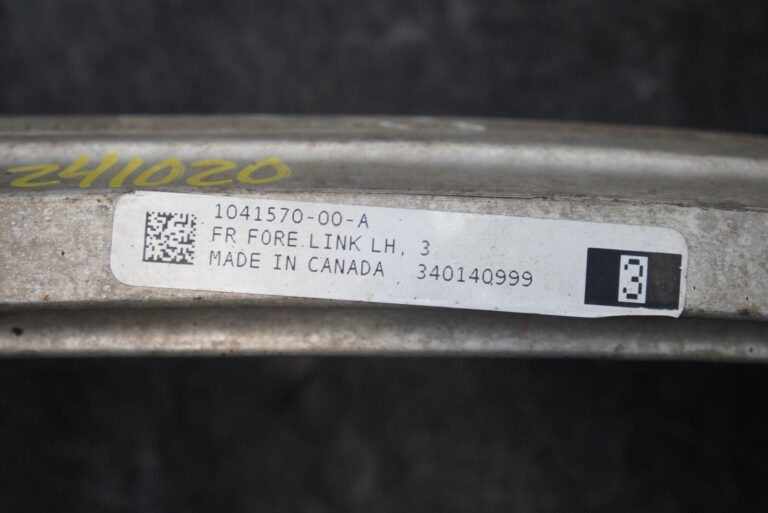 241020
1041570-00-A
FR FORE LINK LH, 3
MADE IN CANADA 340140999
3